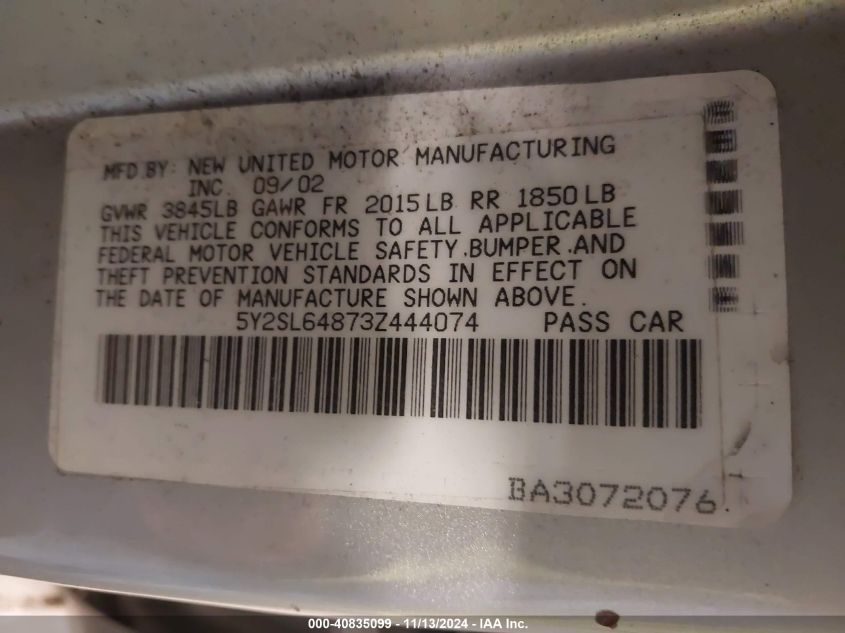 MFD BY: NEW UNITED MOTOR MANUFACTURING
INC. 09/02
GVWR 3845LB GAWR FR 2015LB RR 1850LB
THIS VEHICLE CONFORMS TO ALL APPLICABLE
FEDERAL MOTOR VEHICLE SAFETY,BUMPER,AND
THEFT PREVENTION STANDARDS IN EFFECT ON
THE DATE OF MANUFACTURE SHOWN ABOVE.
5Y2SL64873Z444074 PASS CAR
BA3072076
000-40835099 - 11/13/2024 - IAA Inc.